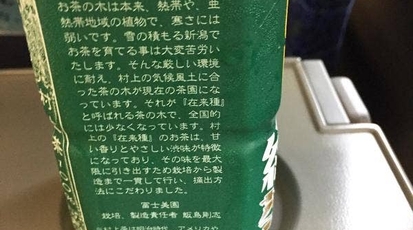 お茶の木は本来、熱帯や、亜
熱帯地域の植物で、寒さには
弱いです。雪の積もる新潟で
お茶を育てる事は大変苦労い
たします。そんな厳しい環境
に耐え、村上の気候風土に合
った茶の木が現在の茶園にな
っています。それが『在来種』
と呼ばれる茶の木で、全国的
には少なくなっています。村
上の『在来種』のお茶は、甘
い香りとやさしい渋味が特徴
になっており、その味を最大
限に引き出すため栽培から製
造まで一貫して行い、抽出方
法にこだわりました。
富士美園
栽培、製造責任者 飯島剛志